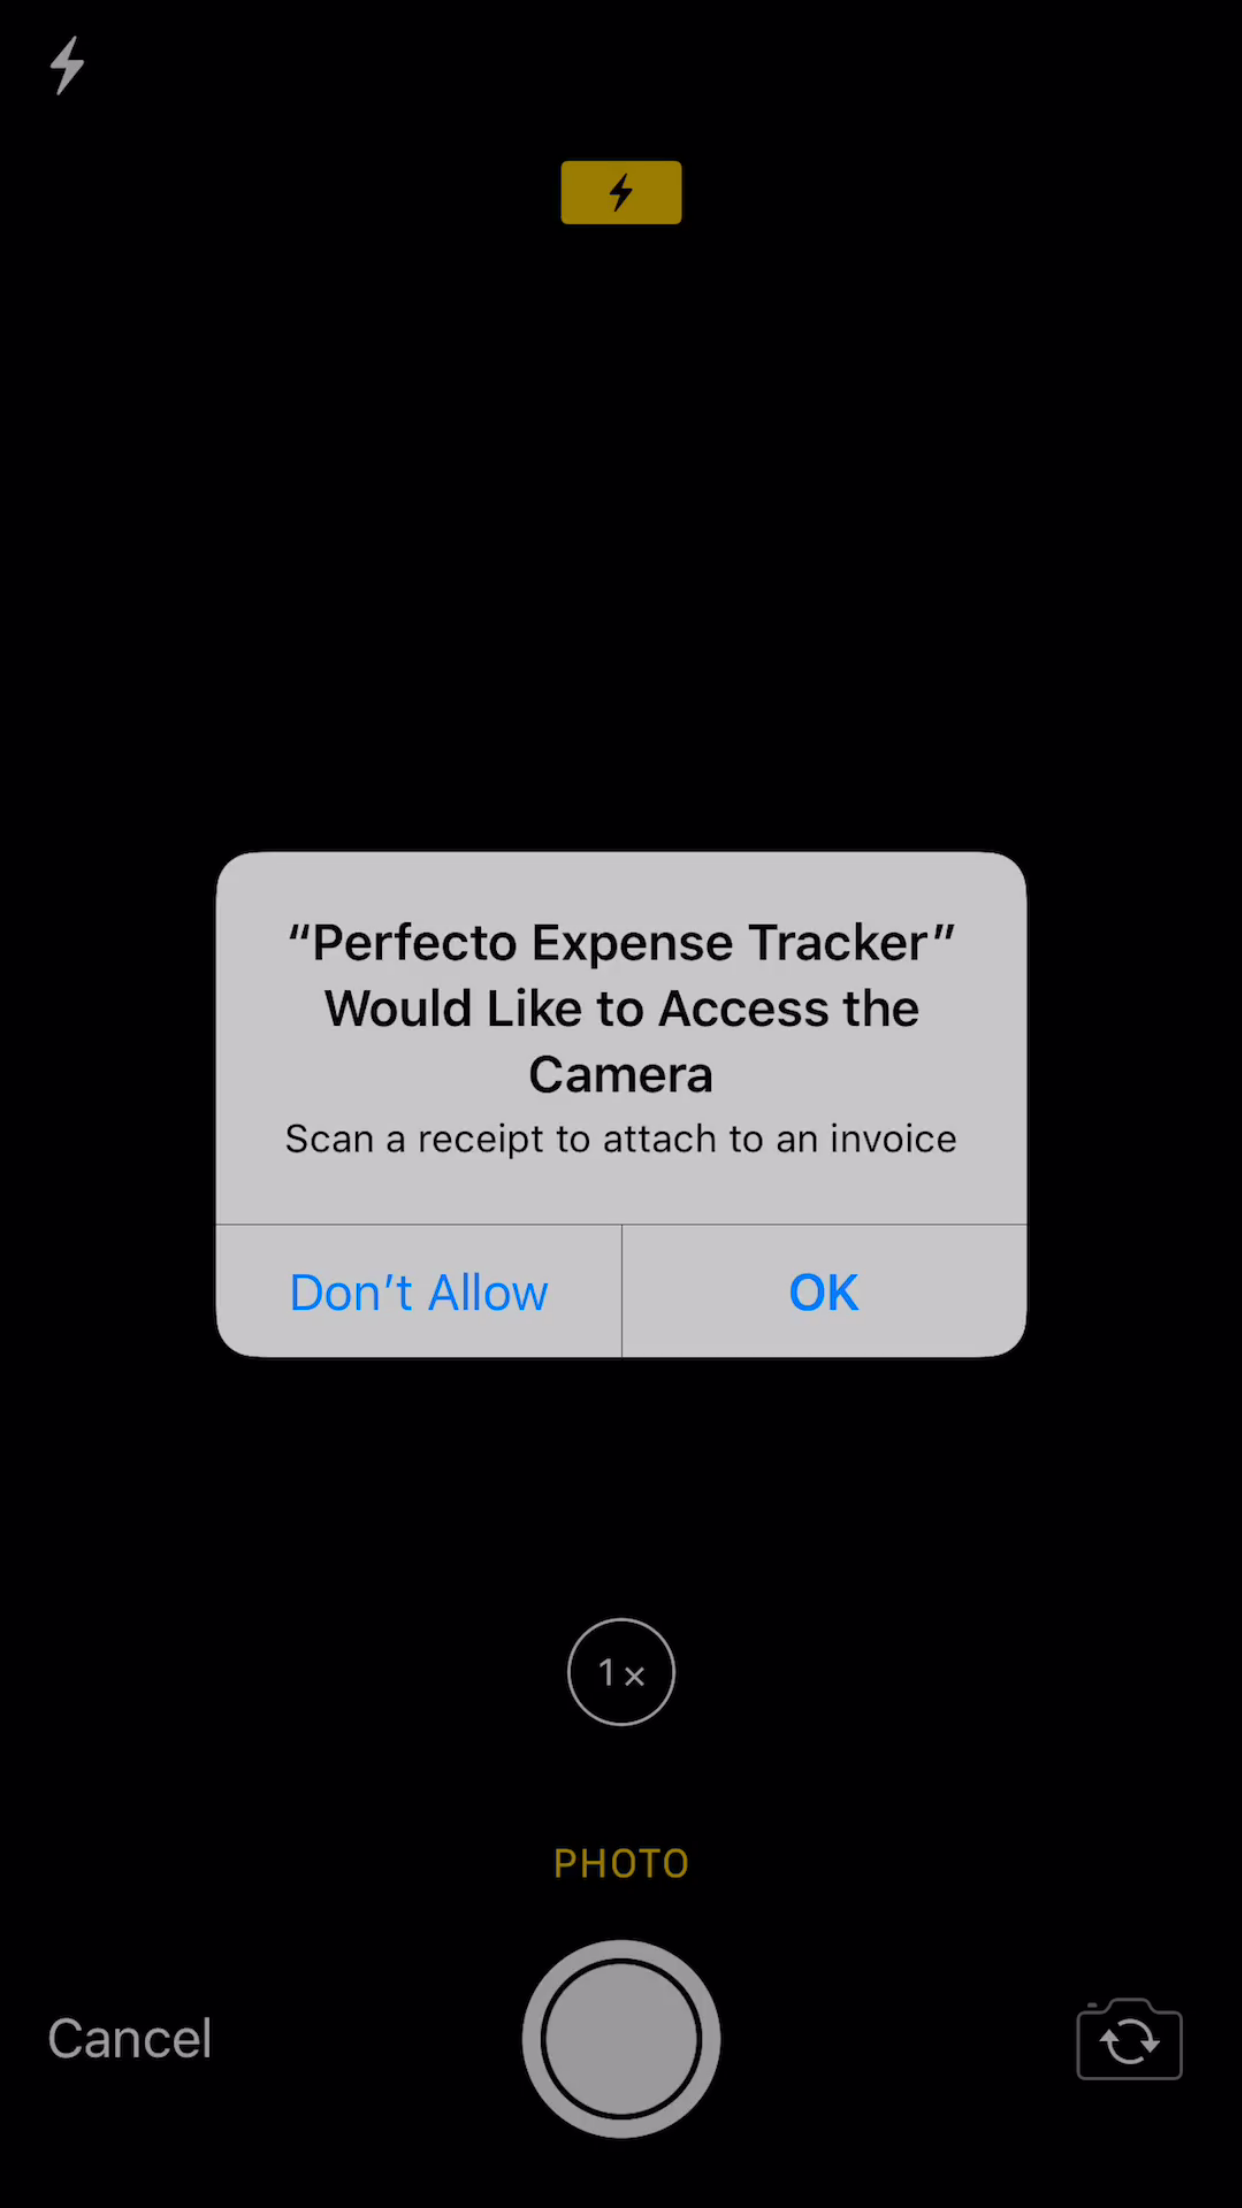 “Perfecto Expense Tracker”
Would Like to Access the
Camera
Scan a receipt to attach to an invoice
Don’t Allow
OK
1×
PHOTO
Cancel